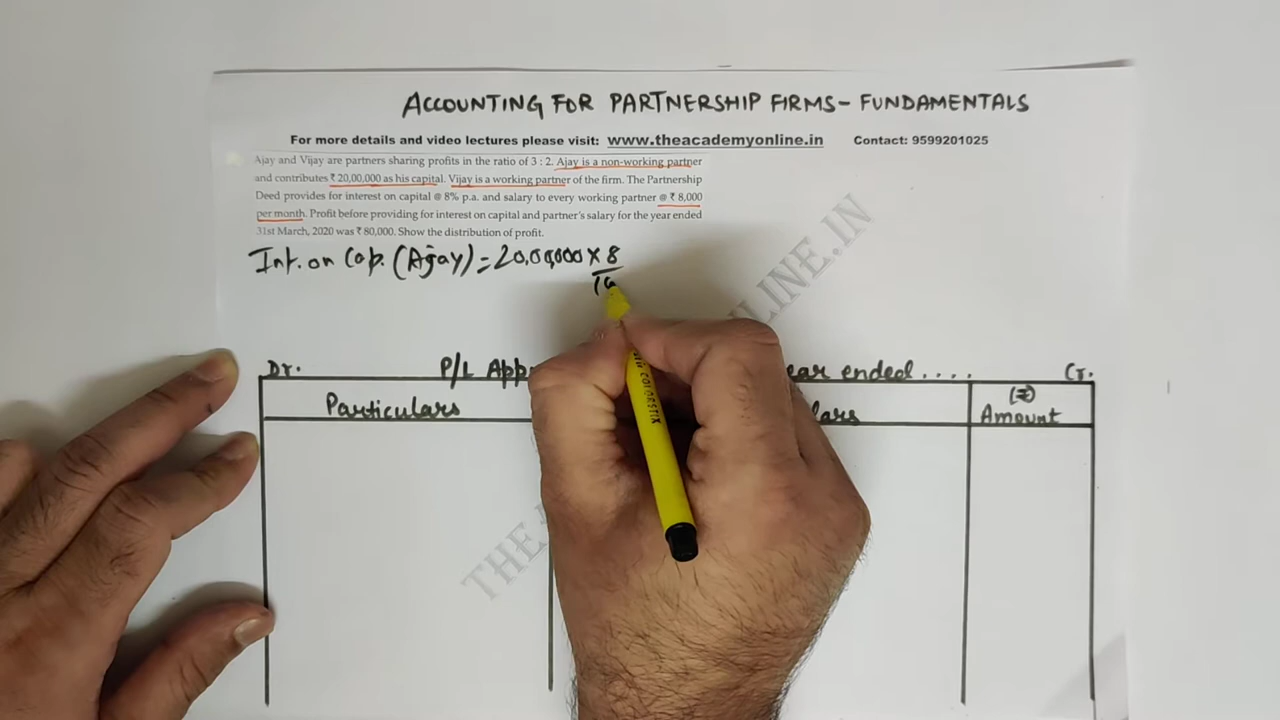 ACCOUNTING FOR PARTNERSHIP FIRMS- FUNDAMENTALS
For more details and video lectures please visit: www.theacademyonline.in Contact: 9599201025
Ajay and Vijay are partners sharing profits in the ratio of 3 : 2. Ajay is a non-working partner
and contributes ₹ 20,00,000 as his capital. Vijay is a working partner of the firm. The Partnership
Deed provides for interest on capital @ 8% p.a. and salary to every working partner @ ₹ 8,000
per month. Profit before providing for interest on capital and partner's salary for the year ended
31st March, 2020 was ₹ 80,000. Show the distribution of profit.
Int. on Cap. (Ajay) = 20,00,000 × 8
Dr. P/L ear ended .... Cr.
Particulars (₹)
Amount
THE LINE.IN